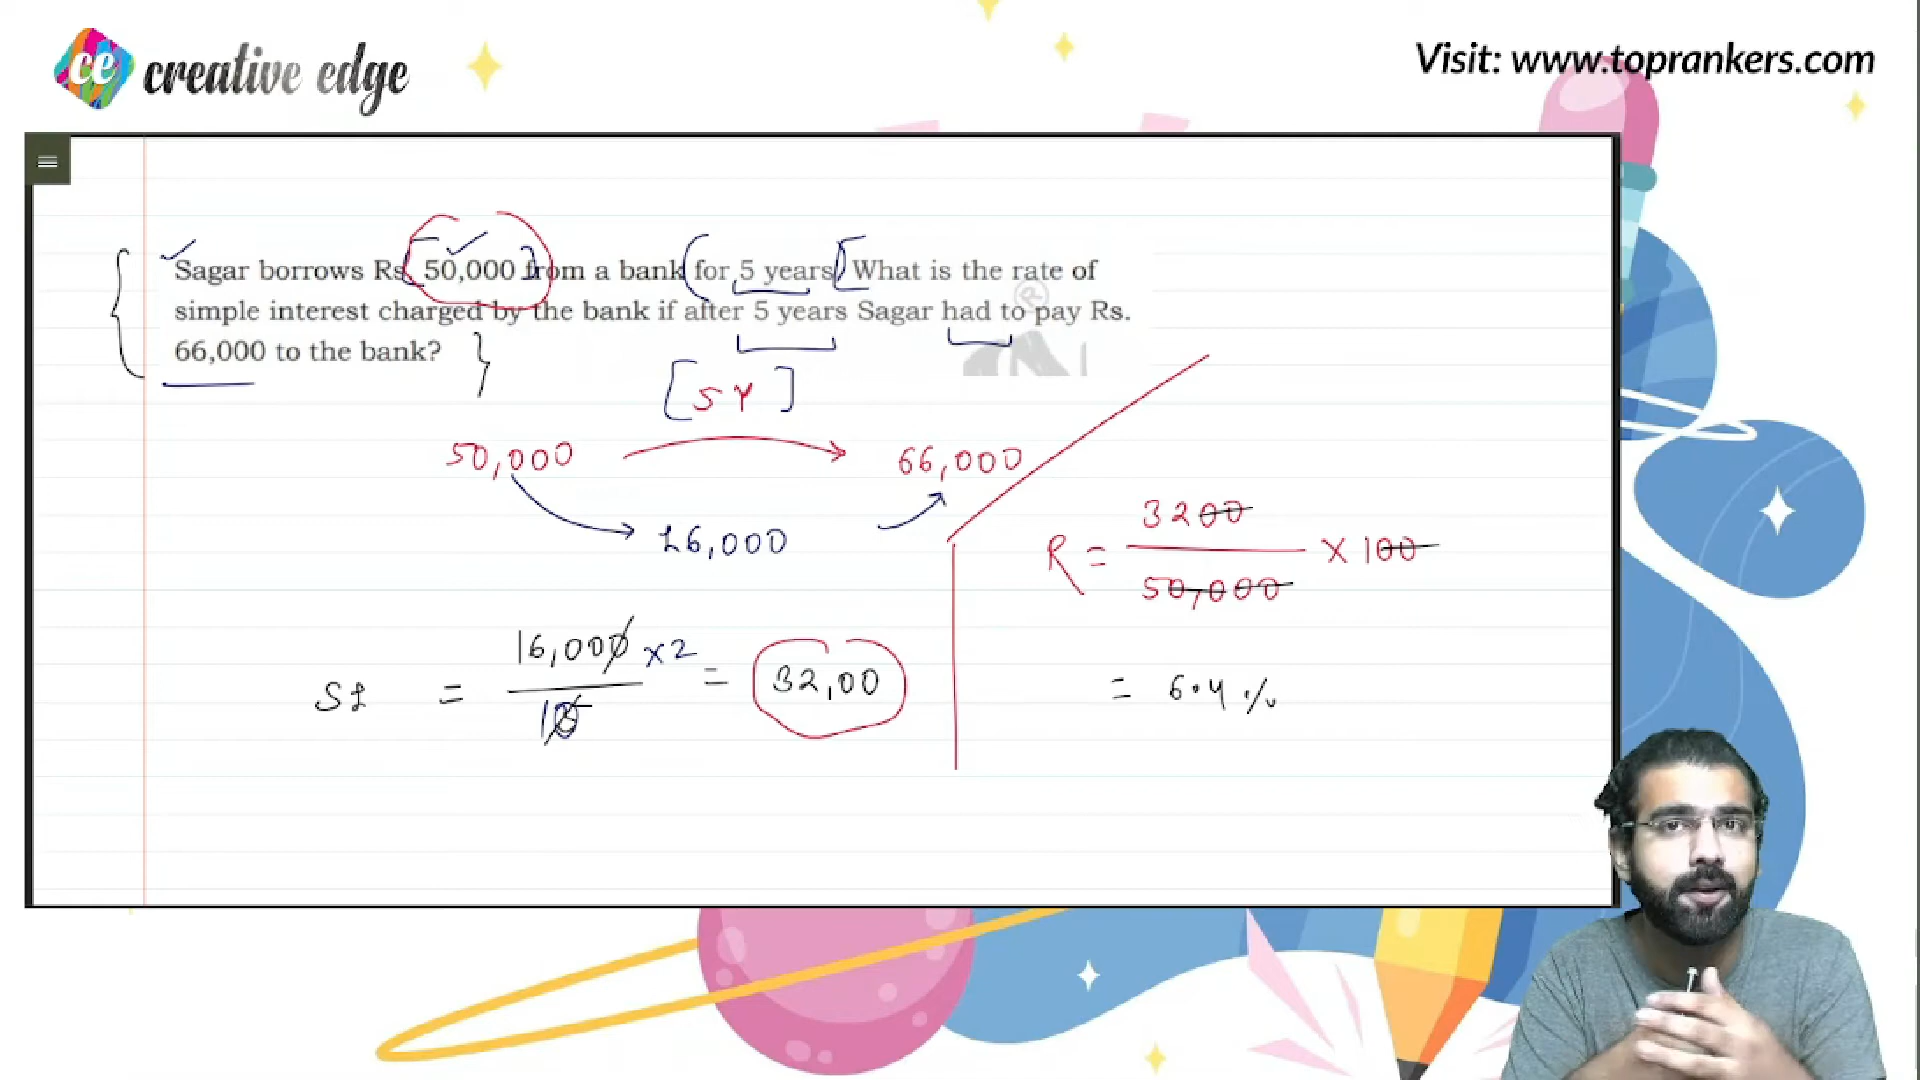 ce creative edge
Visit: www.toprankers.com
Sagar borrows Rs. 50,000 from a bank for 5 years. What is the rate of
simple interest charged by the bank if after 5 years Sagar had to pay Rs.
66,000 to the bank?
[5Y]
50,000 → 66,000
16,000
SI = 16,000 ×2 / 10 = 32,00
R = 3200 / 50,000 × 100
= 6.4 %